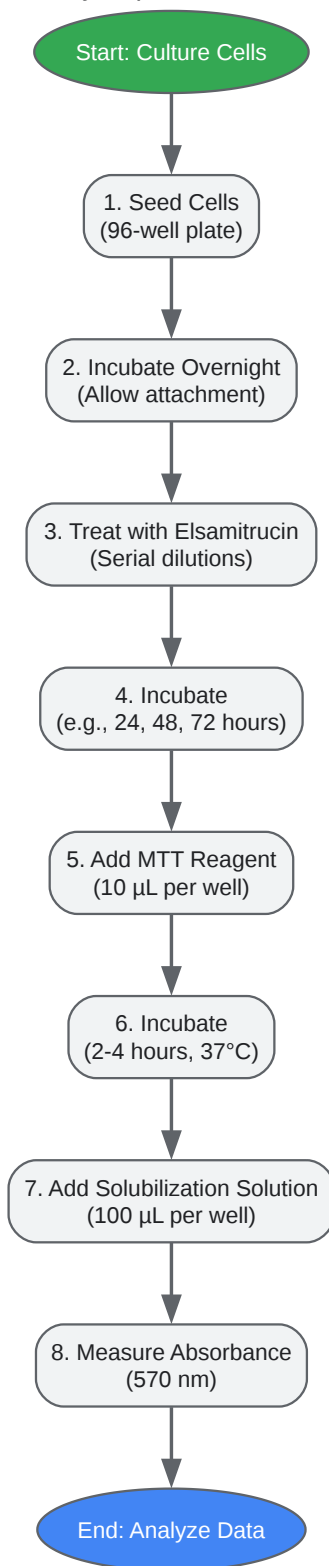 Start: Culture Cells
1. Seed Cells
(96-well plate)
2. Incubate Overnight
(Allow attachment)
3. Treat with Elsamitrucin
(Serial dilutions)
4. Incubate
(e.g., 24, 48, 72 hours)
5. Add MTT Reagent
(10 µL per well)
6. Incubate
(2-4 hours, 37°C)
7. Add Solubilization Solution
(100 µL per well)
8. Measure Absorbance
(570 nm)
End: Analyze Data